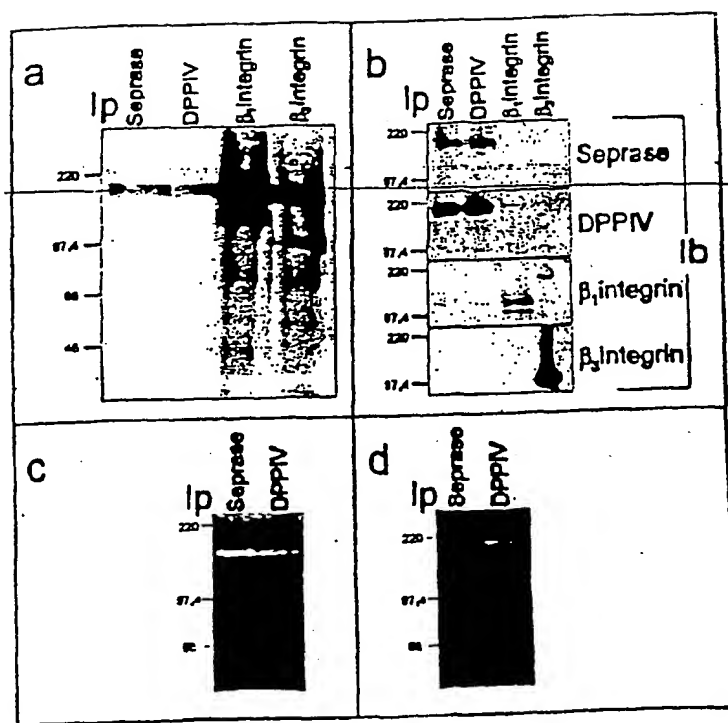 a
Ip
Seprase
DPPIV
β₁integrin
β₃integrin
220
97,4
66
46
b
Ip
Seprase
DPPIV
β₁integrin
β₃integrin
220
97,4
Seprase
220
97,4
DPPIV
220
97,4
β₁integrin
220
97,4
β₃integrin
Ib
c
Ip
Seprase
DPPIV
220
97,4
66
d
Ip
Seprase
DPPIV
220
97,4
66